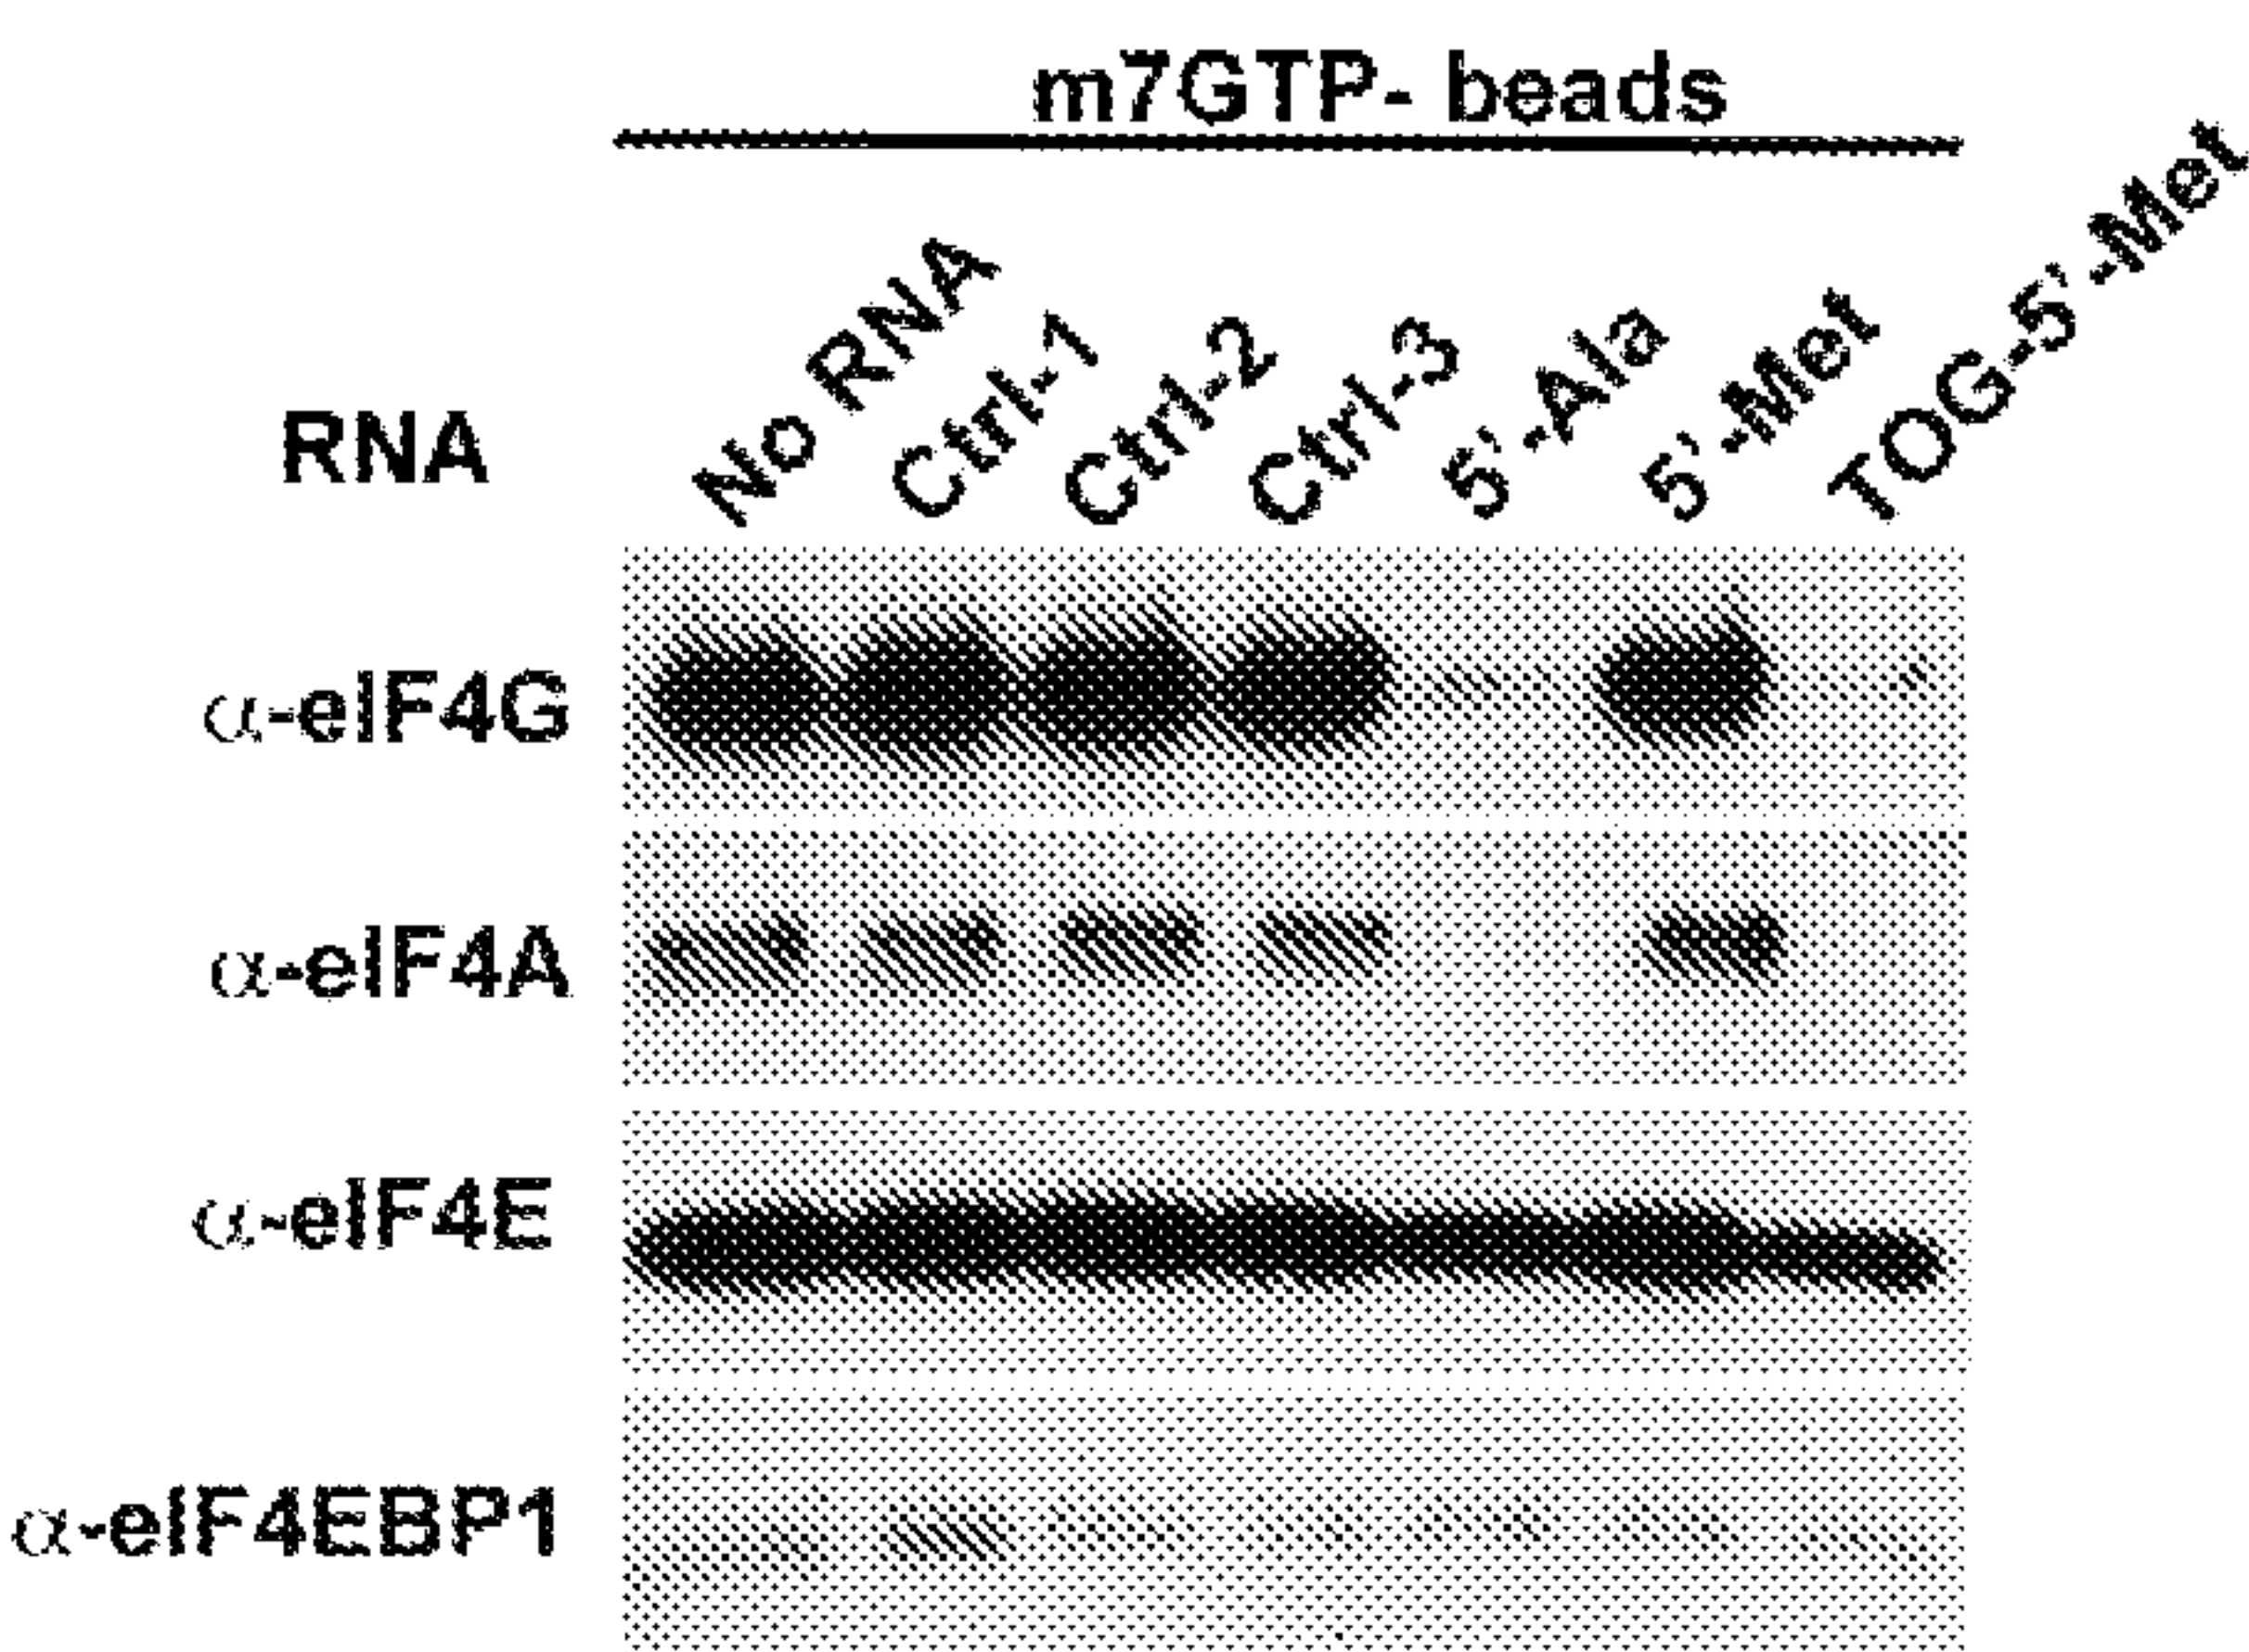 m7GTP- beads
RNA
No RNA
Ctrl-1
Ctrl-2
Ctrl-3
5'-Ala
5'-Met
TOG-5'-Met
α-eIF4G
α-eIF4A
α-eIF4E
α-eIF4EBP1